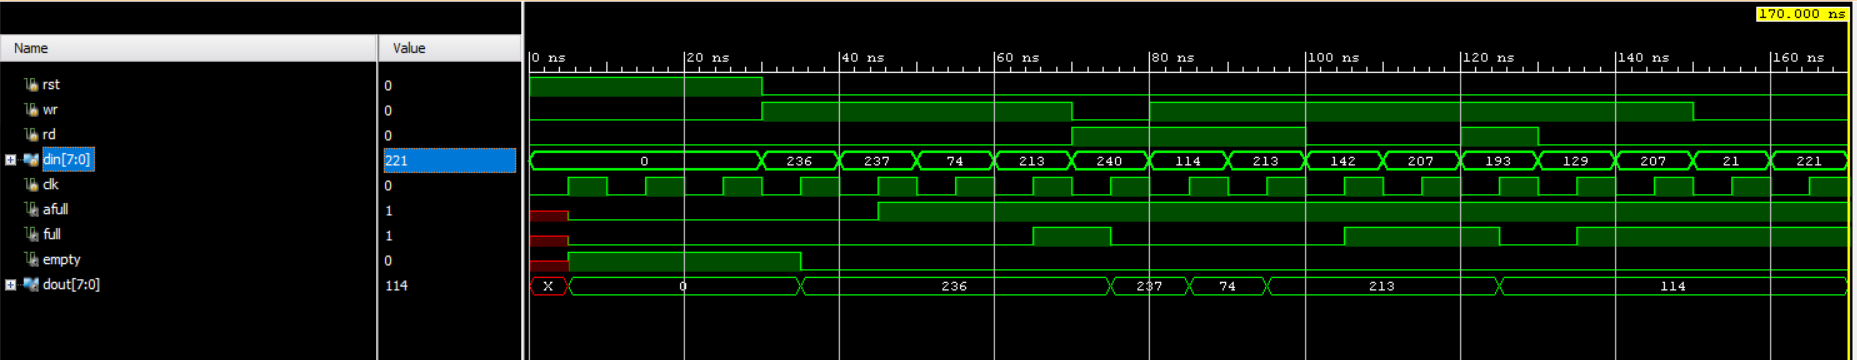 170.000 ns
Name Value
0 ns 20 ns 40 ns 60 ns 80 ns 100 ns 120 ns 140 ns 160 ns
rst 0
wr 0
rd 0
din[7:0] 221 0 236 237 74 213 240 114 213 142 207 193 129 207 21 221
clk 0
afull 1
full 1
empty 0
dout[7:0] 114 X 0 236 237 74 213 114